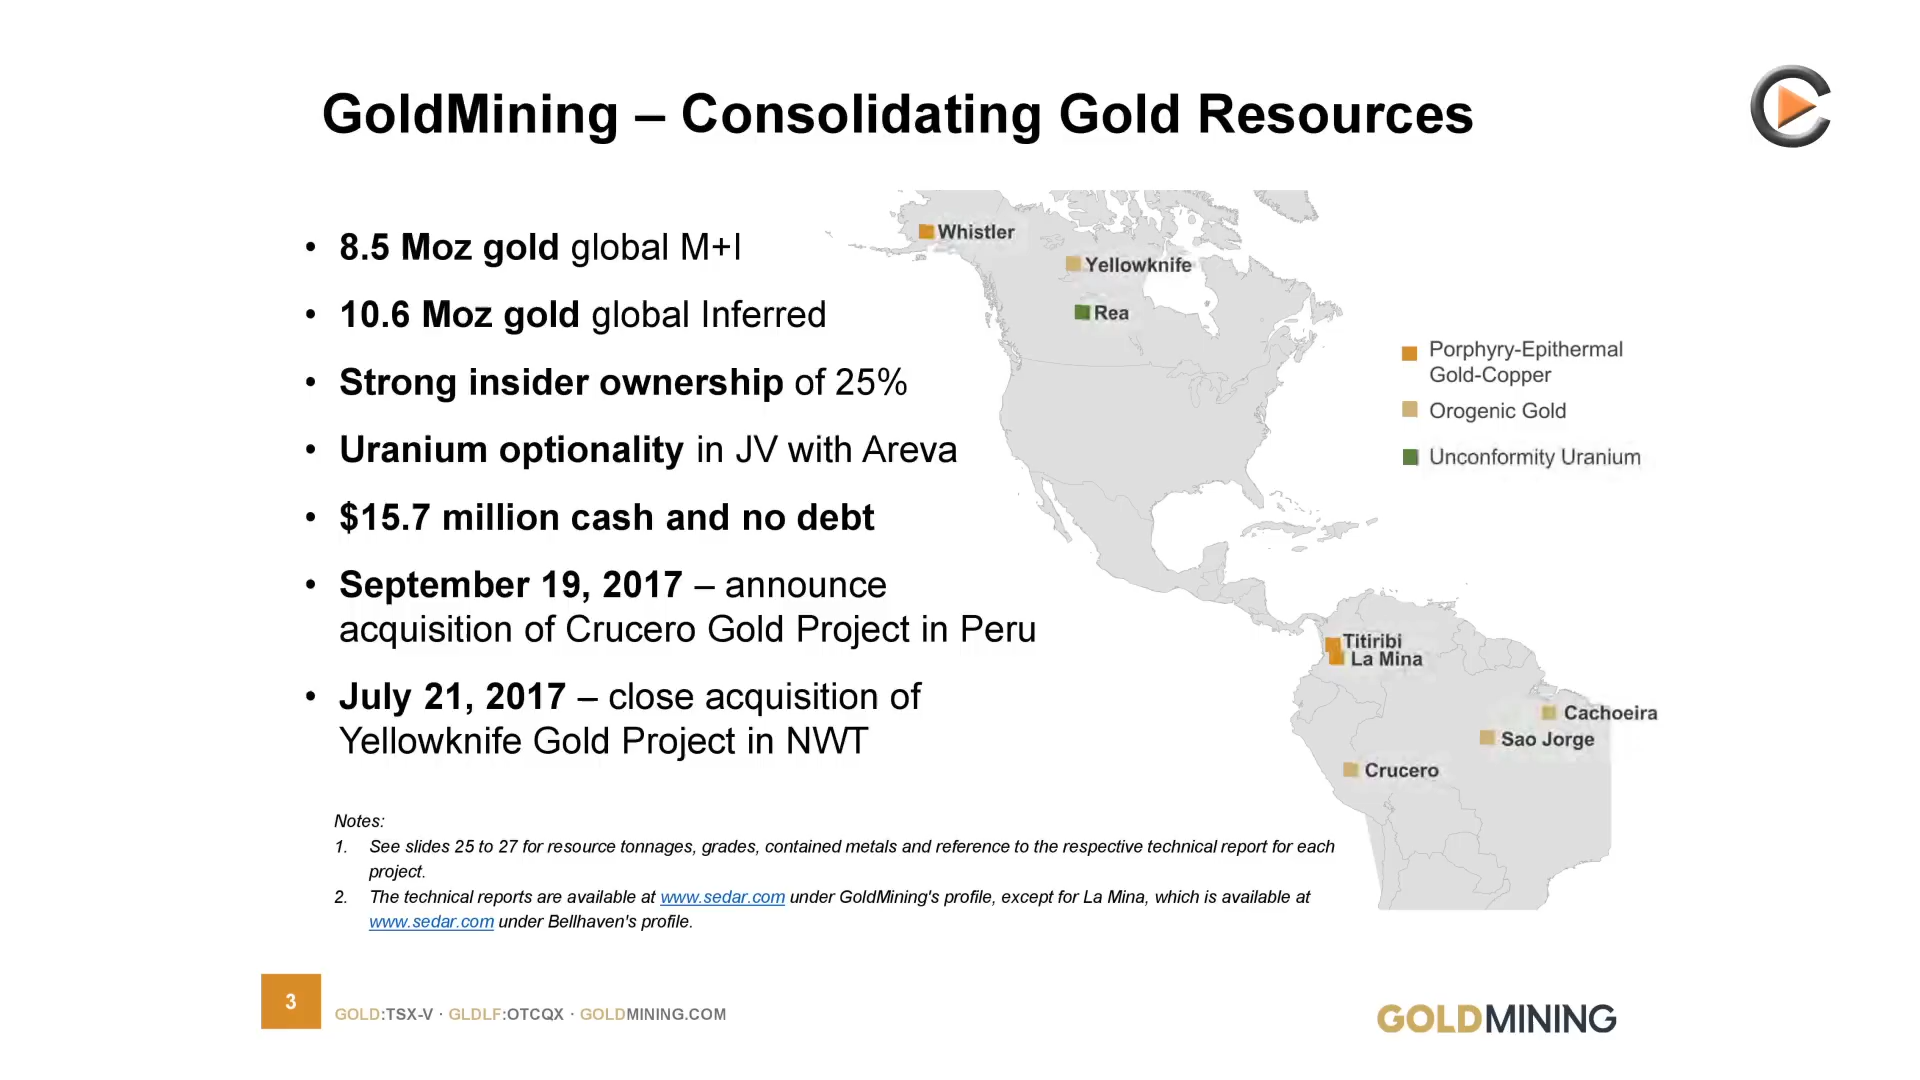 GoldMining – Consolidating Gold Resources
• 8.5 Moz gold global M+I
• 10.6 Moz gold global Inferred
• Strong insider ownership of 25%
• Uranium optionality in JV with Areva
• $15.7 million cash and no debt
• September 19, 2017 – announce
acquisition of Crucero Gold Project in Peru
• July 21, 2017 – close acquisition of
Yellowknife Gold Project in NWT
Whistler
Yellowknife
Rea
Porphyry-Epithermal
Gold-Copper
Orogenic Gold
Unconformity Uranium
Titiribi
La Mina
Cachoeira
Sao Jorge
Crucero
Notes:
1. See slides 25 to 27 for resource tonnages, grades, contained metals and reference to the respective technical report for each
project.
2. The technical reports are available at www.sedar.com under GoldMining's profile, except for La Mina, which is available at
www.sedar.com under Bellhaven's profile.
3
GOLD:TSX-V · GLDLF:OTCQX · GOLDMINING.COM
GOLDMINING